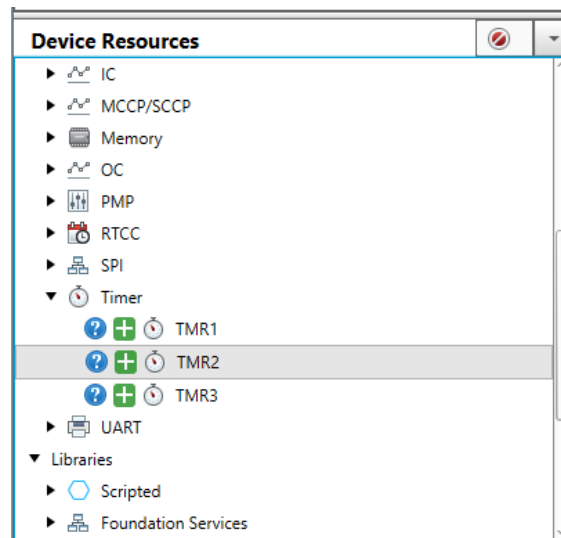 Device Resources
IC
MCCP/SCCP
Memory
OC
PMP
RTCC
SPI
Timer
? TMR1
? TMR2
? TMR3
UART
Libraries
Scripted
Foundation Services